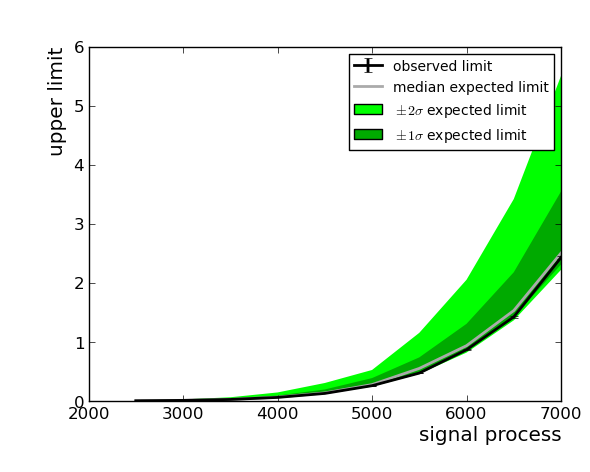 6
5
4
3
2
1
0
upper limit
observed limit
median expected limit
±2σ expected limit
±1σ expected limit
2000 3000 4000 5000 6000 7000
signal process